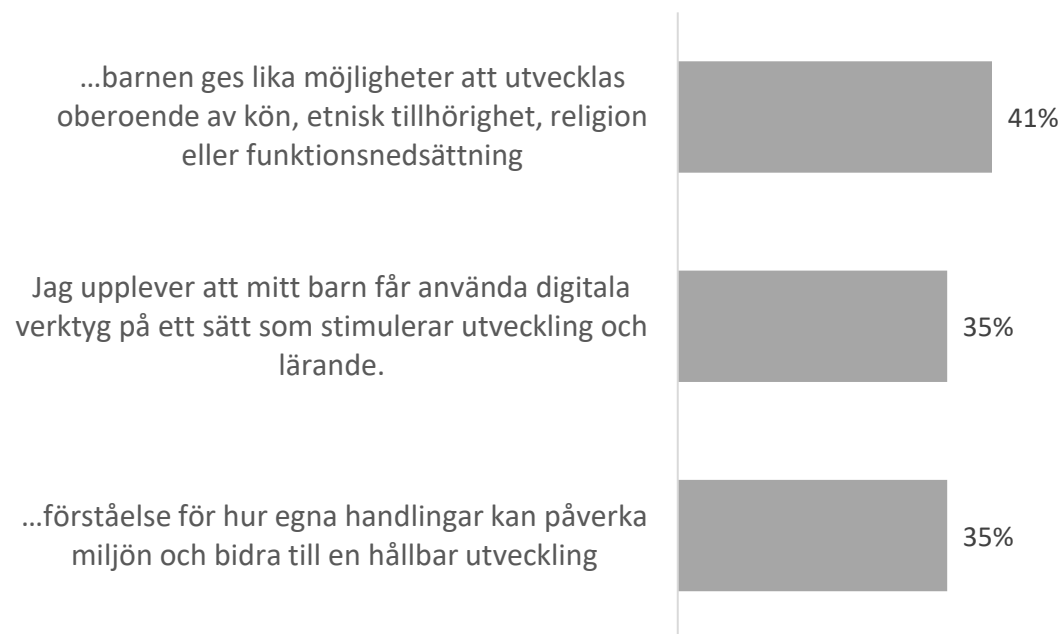 …barnen ges lika möjligheter att utvecklas
oberoende av kön, etnisk tillhörighet, religion
eller funktionsnedsättning
41%
Jag upplever att mitt barn får använda digitala
verktyg på ett sätt som stimulerar utveckling och
lärande.
35%
…förståelse för hur egna handlingar kan påverka
miljön och bidra till en hållbar utveckling
35%